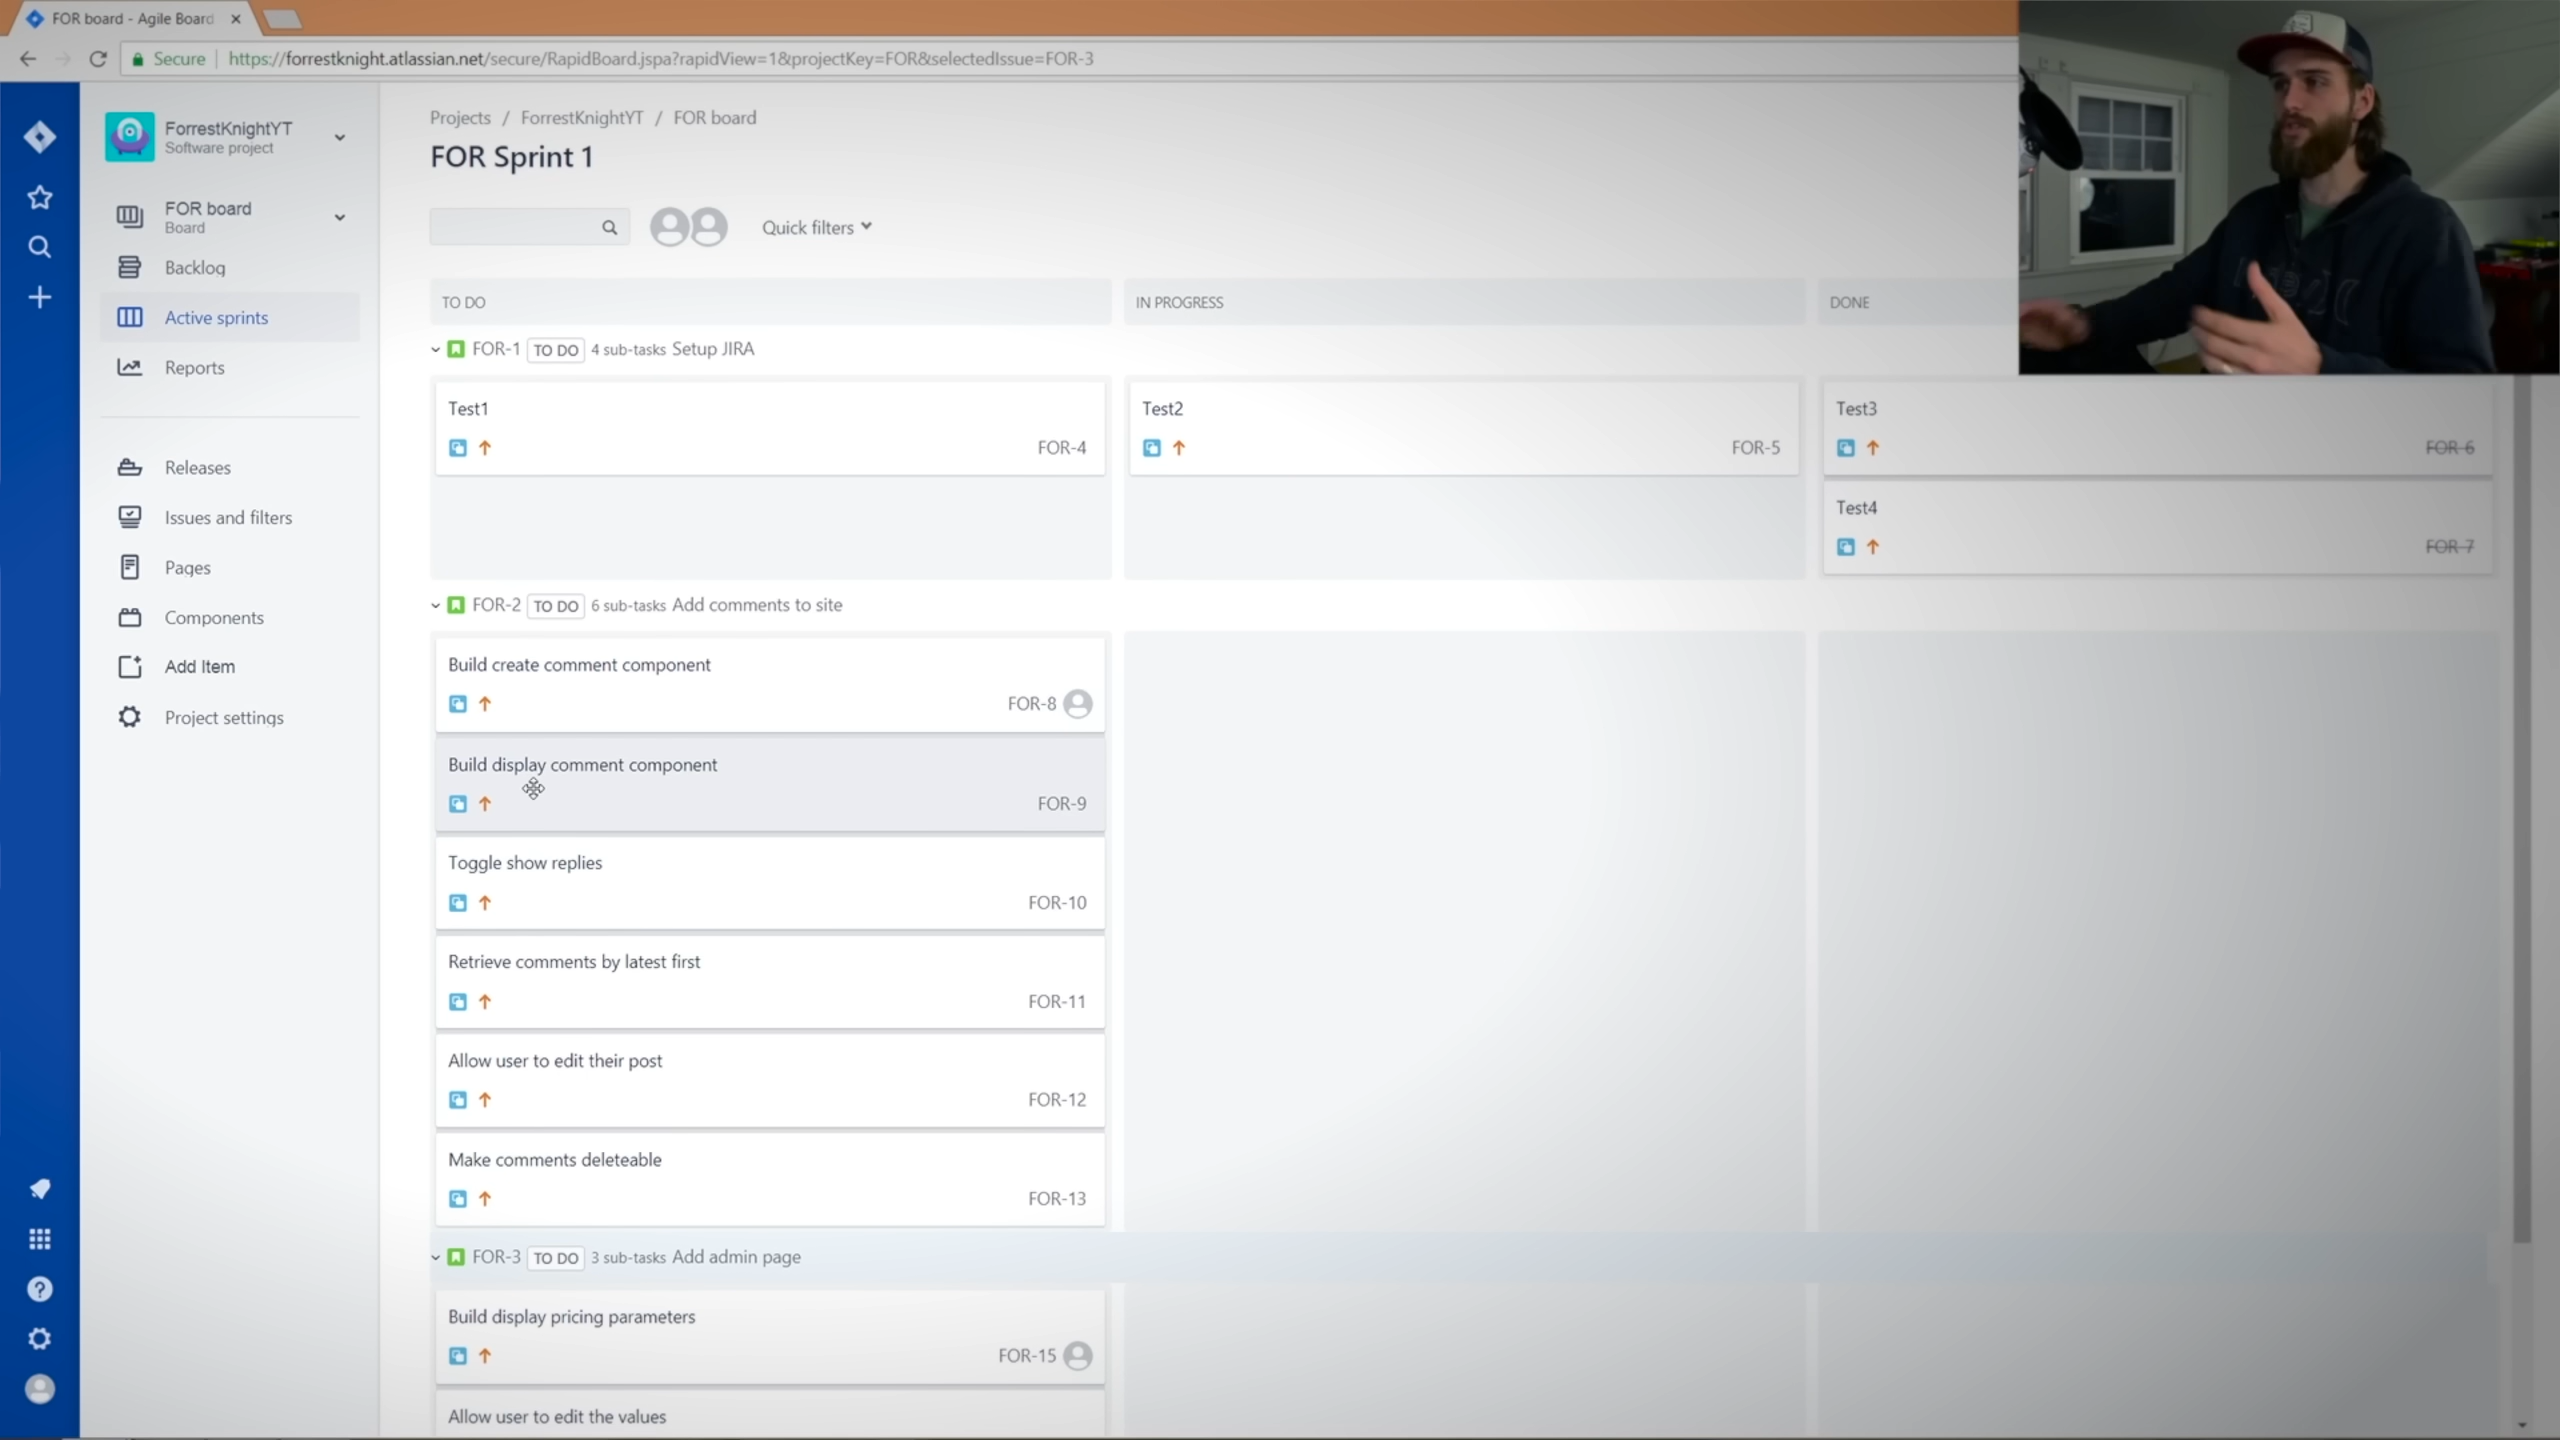 FOR board - Agile Board
Secure https://forrestknight.atlassian.net/secure/RapidBoard.jspa?rapidView=1&projectKey=FOR&selectedIssue=FOR-3
ForrestKnightYT
Software project
FOR board
Board
Backlog
Active sprints
Reports
Releases
Issues and filters
Pages
Components
Add Item
Project settings
Projects / ForrestKnightYT / FOR board
FOR Sprint 1
Quick filters
TO DO
IN PROGRESS
DONE
FOR-1 TO DO 4 sub-tasks Setup JIRA
Test1
FOR-4
Test2
FOR-5
Test3
FOR-6
Test4
FOR-7
FOR-2 TO DO 6 sub-tasks Add comments to site
Build create comment component
FOR-8
Build display comment component
FOR-9
Toggle show replies
FOR-10
Retrieve comments by latest first
FOR-11
Allow user to edit their post
FOR-12
Make comments deleteable
FOR-13
FOR-3 TO DO 3 sub-tasks Add admin page
Build display pricing parameters
FOR-15
Allow user to edit the values